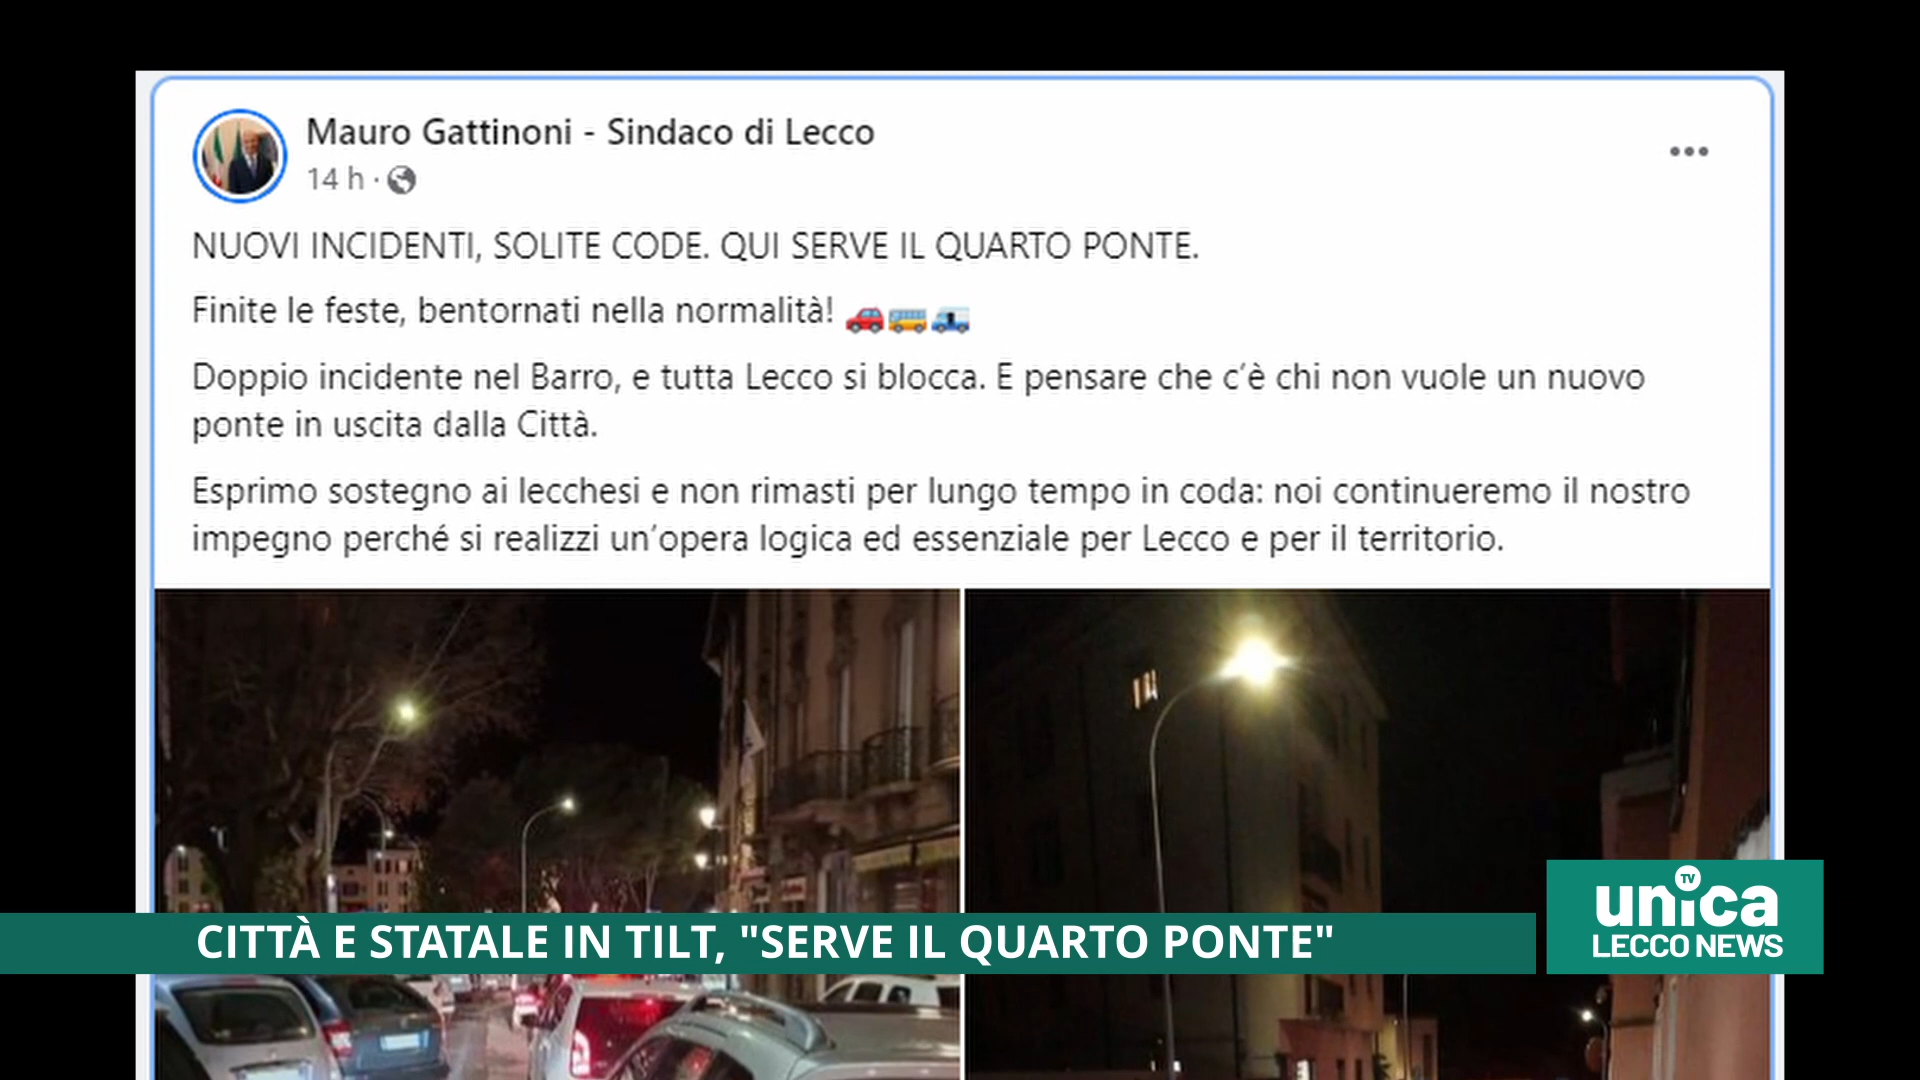 Mauro Gattinoni - Sindaco di Lecco
14 h ·
NUOVI INCIDENTI, SOLITE CODE. QUI SERVE IL QUARTO PONTE.
Finite le feste, bentornati nella normalità! 🚗🚌🚐
Doppio incidente nel Barro, e tutta Lecco si blocca. E pensare che c'è chi non vuole un nuovo
ponte in uscita dalla Città.
Esprimo sostegno ai lecchesi e non rimasti per lungo tempo in coda: noi continueremo il nostro
impegno perché si realizzi un'opera logica ed essenziale per Lecco e per il territorio.
CITTÀ E STATALE IN TILT, "SERVE IL QUARTO PONTE"
TV
unica
LECCO NEWS